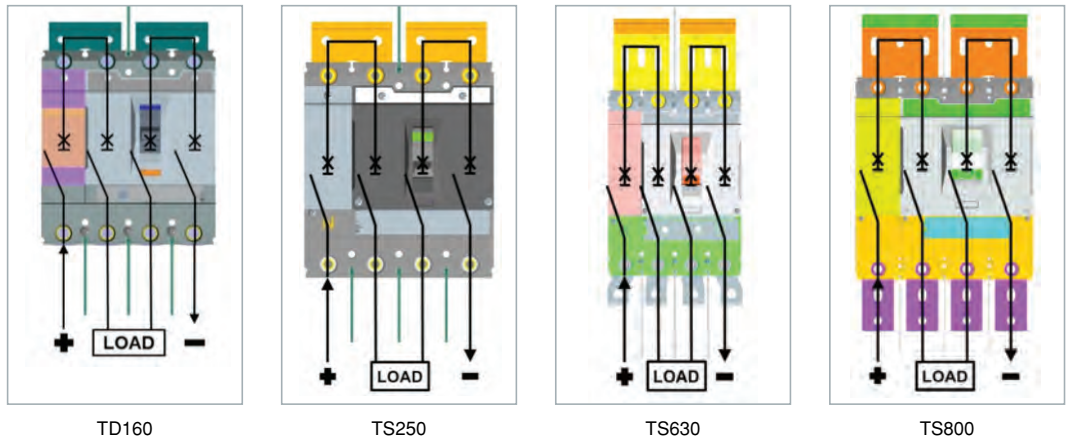 + LOAD –
+ LOAD –
+ LOAD –
+ LOAD –
TD160
TS250
TS630
TS800